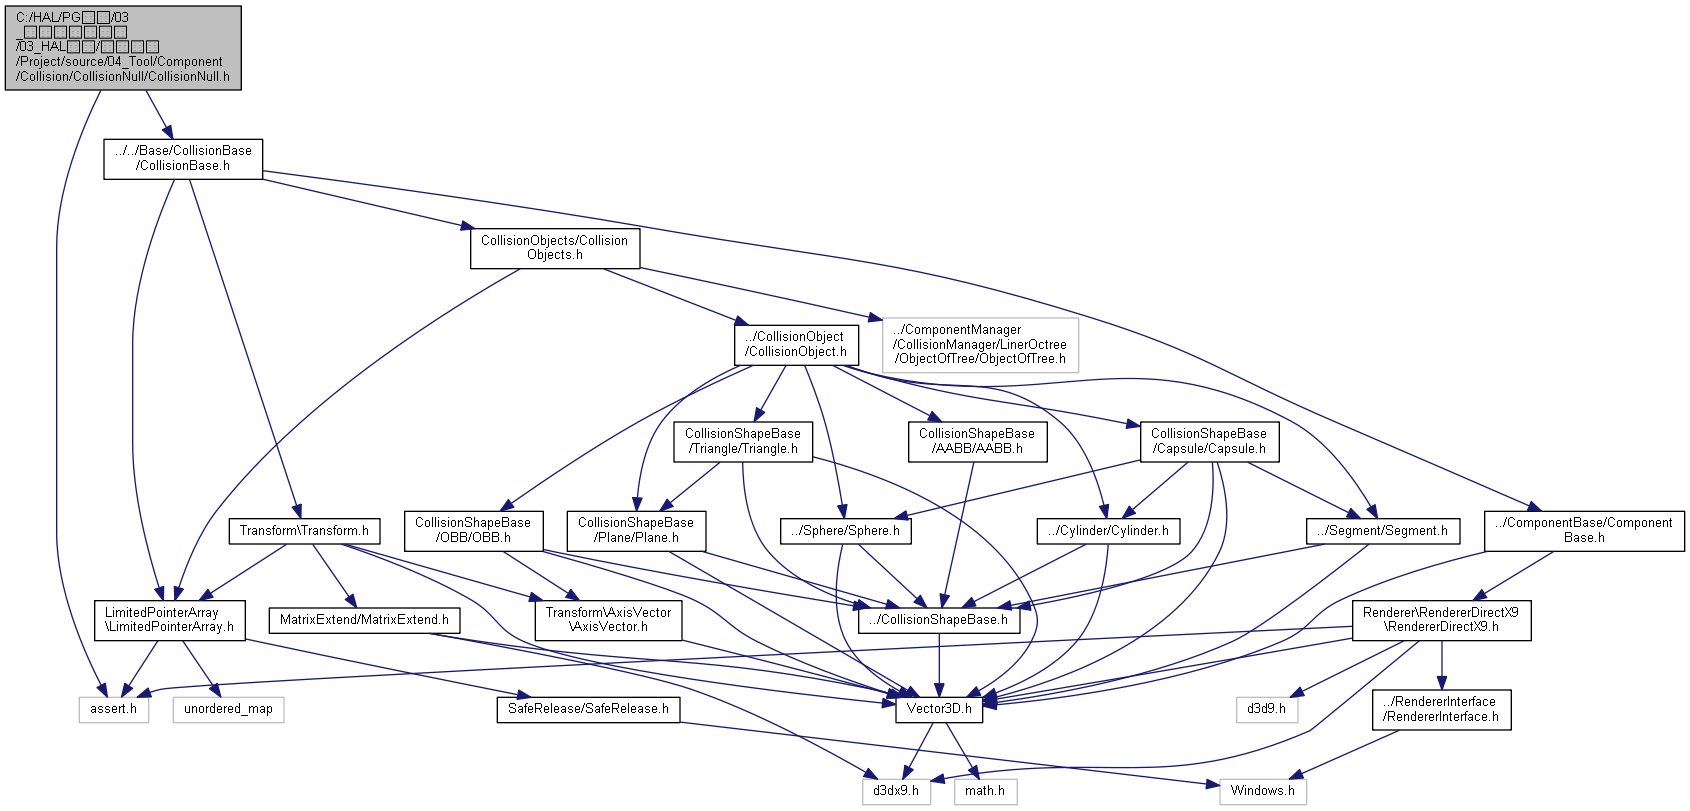 C:/HAL/PG□□/03
_□□□□□□□
/03_HAL□□/□□□□
/Project/source/04_Tool/Component
/Collision/CollisionNull/CollisionNull.h
../../Base/CollisionBase
/CollisionBase.h
CollisionObjects/Collision
Objects.h
../CollisionObject
/CollisionObject.h
../ComponentManager
/CollisionManager/LinerOctree
/ObjectOfTree/ObjectOfTree.h
CollisionShapeBase
/Triangle/Triangle.h
CollisionShapeBase
/AABB/AABB.h
CollisionShapeBase
/Capsule/Capsule.h
Transform\Transform.h
CollisionShapeBase
/OBB/OBB.h
CollisionShapeBase
/Plane/Plane.h
../Sphere/Sphere.h
../Cylinder/Cylinder.h
../Segment/Segment.h
../ComponentBase/Component
Base.h
LimitedPointerArray
\LimitedPointerArray.h
MatrixExtend/MatrixExtend.h
Transform\AxisVector
\AxisVector.h
../CollisionShapeBase.h
Renderer\RendererDirectX9
\RendererDirectX9.h
assert.h
unordered_map
SafeRelease/SafeRelease.h
Vector3D.h
d3d9.h
../RendererInterface
/RendererInterface.h
d3dx9.h
math.h
Windows.h